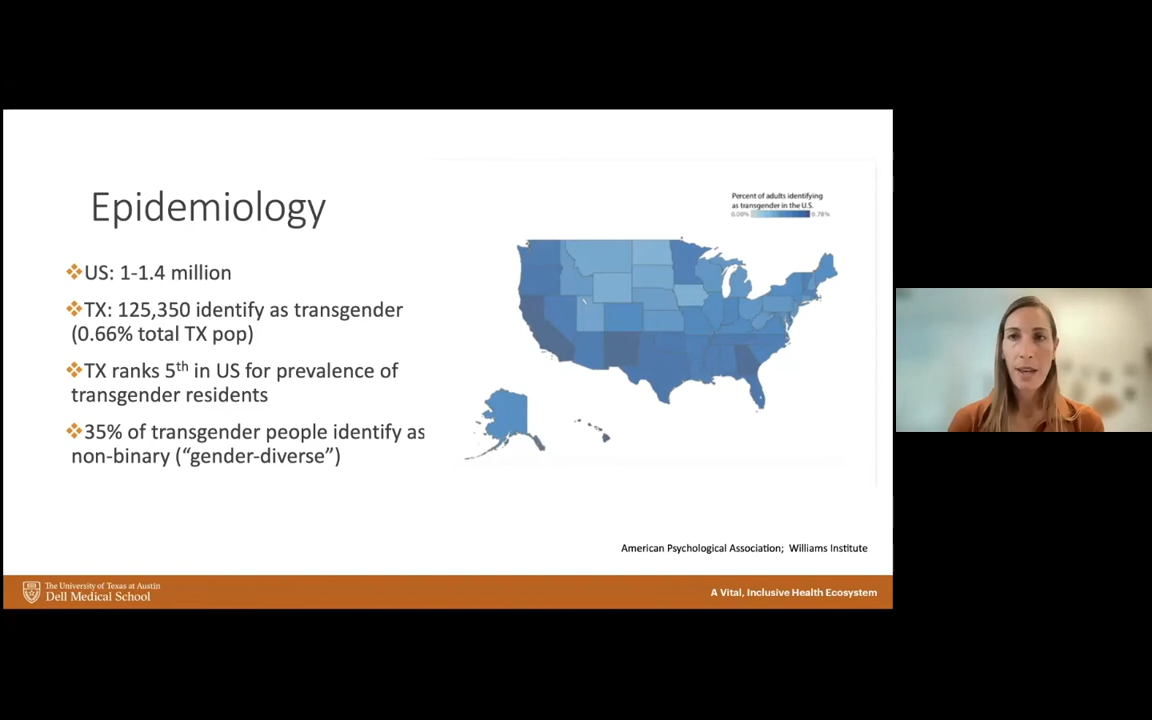 Epidemiology
❖US: 1-1.4 million
❖TX: 125,350 identify as transgender
(0.66% total TX pop)
❖TX ranks 5th in US for prevalence of
transgender residents
❖35% of transgender people identify as
non-binary (“gender-diverse”)
Percent of adults identifying
as transgender in the U.S.
0.00% 0.78%
American Psychological Association; Williams Institute
The University of Texas at Austin
Dell Medical School
A Vital, Inclusive Health Ecosystem